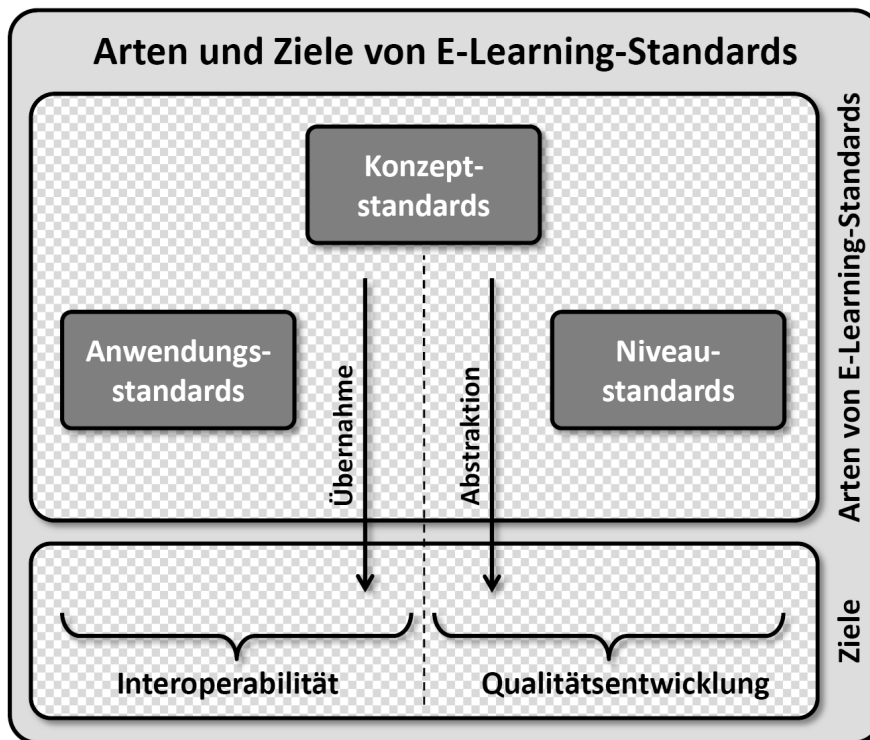 Arten und Ziele von E-Learning-Standards
Konzept-
standards
Anwendungs-
standards
Niveau-
standards
Übernahme
Abstraktion
Arten von E-Learning-Standards
Interoperabilität
Qualitätsentwicklung
Ziele